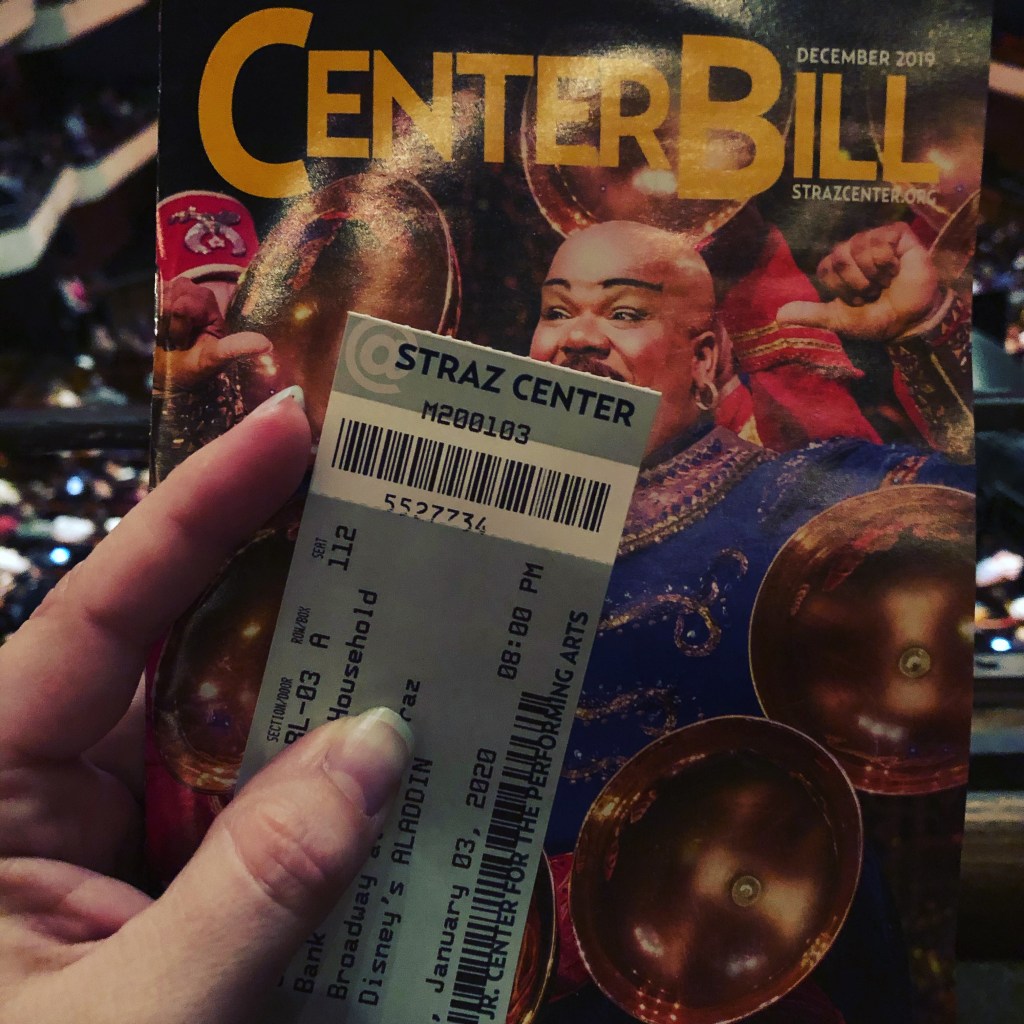 CENTERBILL
DECEMBER 2019
STRAZCENTER.ORG
@STRAZ CENTER
M200103
5527734
SECTION/DOOR ROW/BOX SEAT
BL-03 A 112
Household
Bank
Broadway
Disney's ALADDIN
, January 03, 2020 08:00 PM
JR. CENTER FOR THE PERFORMING ARTS